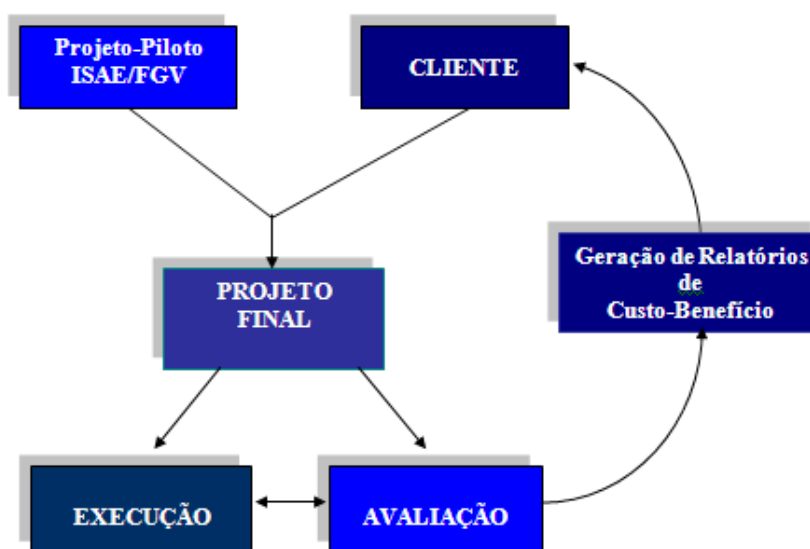 Projeto-Piloto
ISAE/FGV
CLIENTE
Geração de Relatórios
de
Custo-Benefício
PROJETO
FINAL
EXECUÇÃO
AVALIAÇÃO